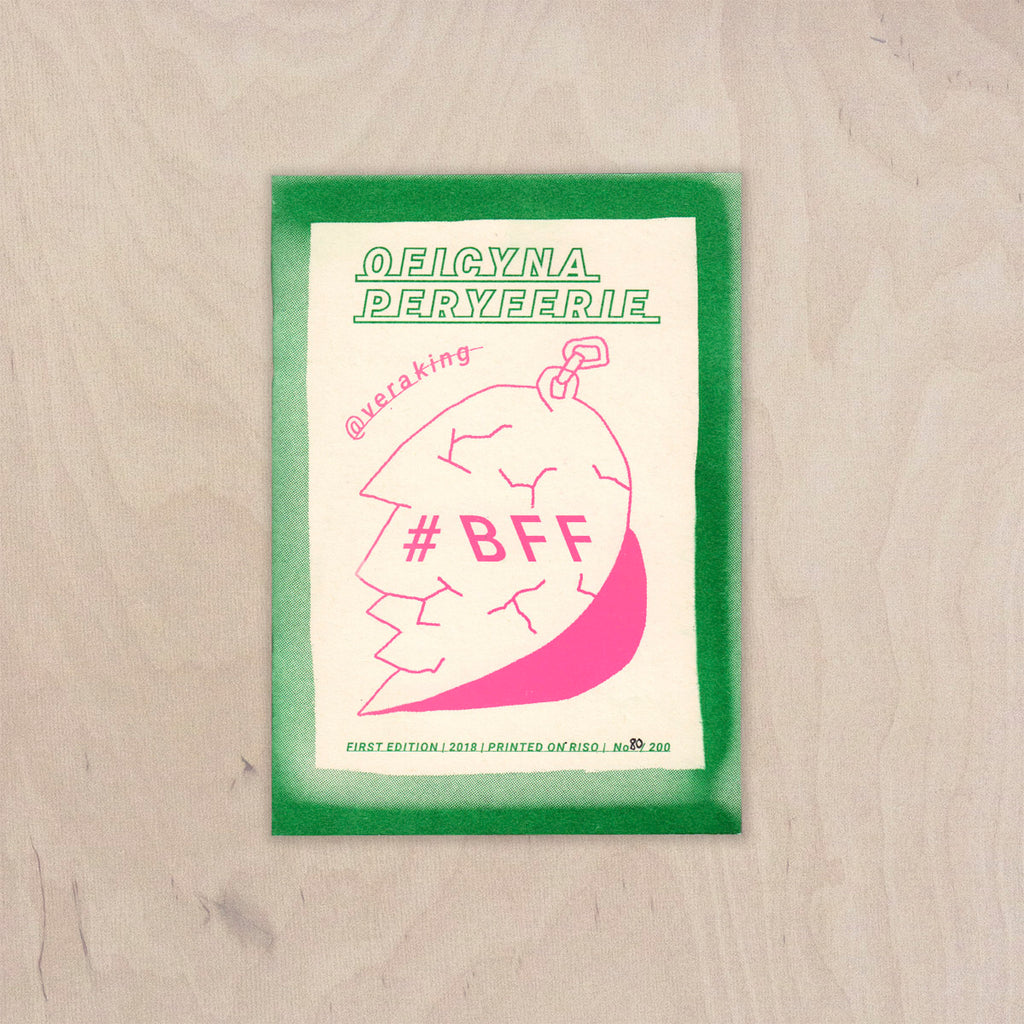 OFICYNA
PERYFERIE
@veraking
# BFF
FIRST EDITION | 2018 | PRINTED ON RISO | No 80 / 200